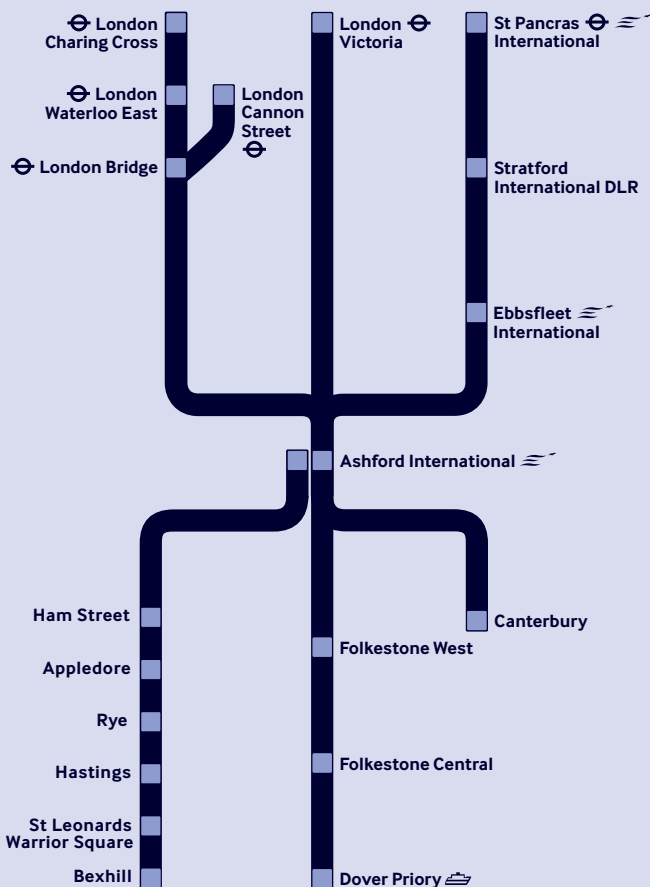 London
Charing Cross
London
Victoria
St Pancras
International
London
Waterloo East
London
Cannon
Street
London Bridge
Stratford
International DLR
Ebbsfleet
International
Ashford International
Ham Street
Canterbury
Folkestone West
Appledore
Rye
Folkestone Central
Hastings
St Leonards
Warrior Square
Bexhill
Dover Priory